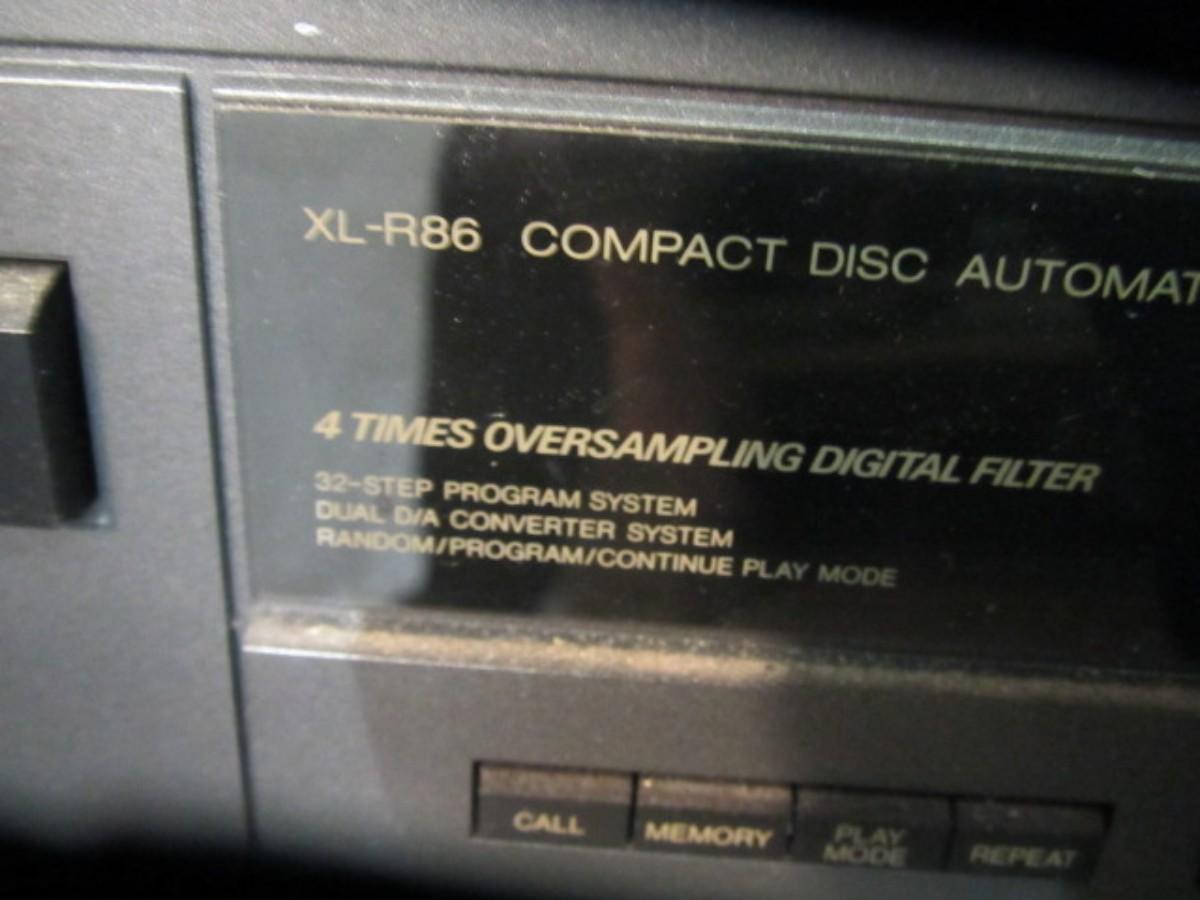 XL-R86 COMPACT DISC AUTOMAT
4 TIMES OVERSAMPLING DIGITAL FILTER
32-STEP PROGRAM SYSTEM
DUAL D/A CONVERTER SYSTEM
RANDOM/PROGRAM/CONTINUE PLAY MODE
CALL
MEMORY
PLAY
MODE
REPEAT